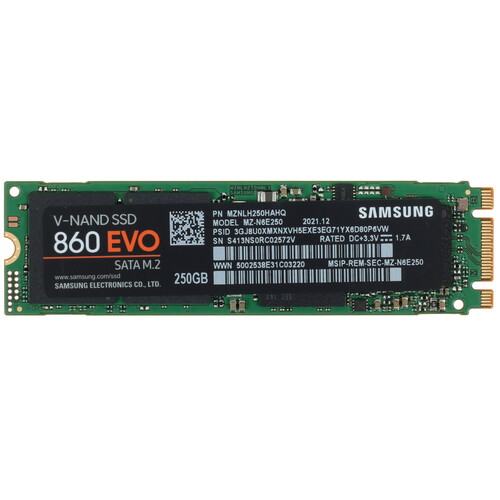 V-NAND SSD
860 EVO
SATA M.2
www.samsung.com/ssd
SAMSUNG ELECTRONICS CO., LTD.
250GB
PN MZNLH250HAHQ
MODEL MZ-N6E250 2021.12
PSID 3GJ8U0XMXNXVH5EXE3EG71YX6D80P6VW
SN S413NS0RC02572V RATED DC+3.3V 1.7A
WWN 5002538E31C03220 MSIP-REM-SEC-MZ-N6E250
SAMSUNG